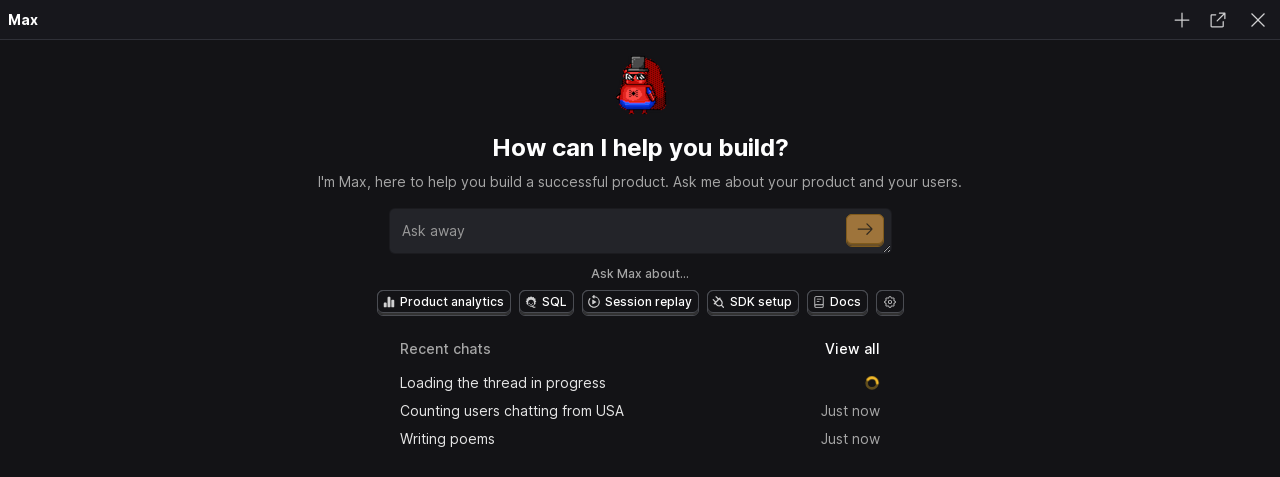 Max
How can I help you build?
I'm Max, here to help you build a successful product. Ask me about your product and your users.
Ask away
Ask Max about...
Product analytics SQL Session replay SDK setup Docs
Recent chats View all
Loading the thread in progress
Counting users chatting from USA Just now
Writing poems Just now